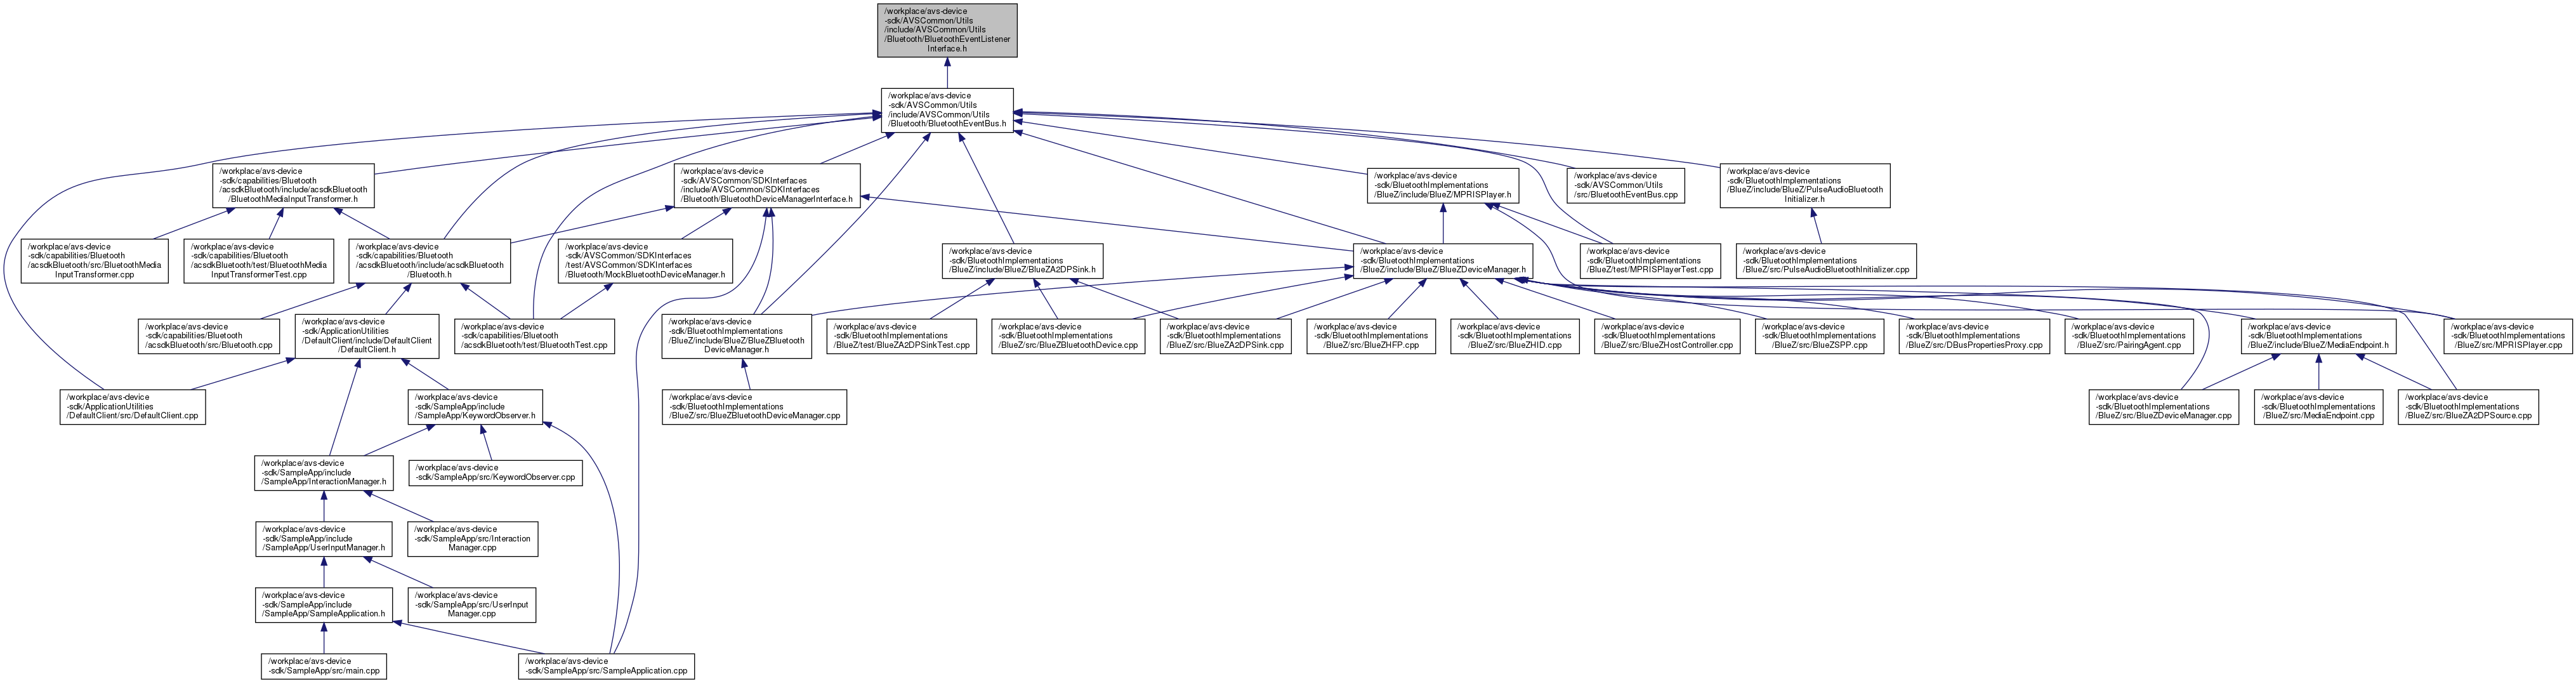 /workplace/avs-device
-sdk/AVSCommon/Utils
/include/AVSCommon/Utils
/Bluetooth/BluetoothEventListener
Interface.h
/workplace/avs-device
-sdk/AVSCommon/Utils
/include/AVSCommon/Utils
/Bluetooth/BluetoothEventBus.h
/workplace/avs-device
-sdk/capabilities/Bluetooth
/acsdkBluetooth/include/acsdkBluetooth
/BluetoothMediaInputTransformer.h
/workplace/avs-device
-sdk/AVSCommon/SDKInterfaces
/include/AVSCommon/SDKInterfaces
/Bluetooth/BluetoothDeviceManagerInterface.h
/workplace/avs-device
-sdk/BluetoothImplementations
/BlueZ/include/BlueZ/MPRISPlayer.h
/workplace/avs-device
-sdk/AVSCommon/Utils
/src/BluetoothEventBus.cpp
/workplace/avs-device
-sdk/BluetoothImplementations
/BlueZ/include/BlueZ/PulseAudioBluetooth
Initializer.h
/workplace/avs-device
-sdk/capabilities/Bluetooth
/acsdkBluetooth/src/BluetoothMedia
InputTransformer.cpp
/workplace/avs-device
-sdk/capabilities/Bluetooth
/acsdkBluetooth/test/BluetoothMedia
InputTransformerTest.cpp
/workplace/avs-device
-sdk/capabilities/Bluetooth
/acsdkBluetooth/include/acsdkBluetooth
/Bluetooth.h
/workplace/avs-device
-sdk/AVSCommon/SDKInterfaces
/test/AVSCommon/SDKInterfaces
/Bluetooth/MockBluetoothDeviceManager.h
/workplace/avs-device
-sdk/BluetoothImplementations
/BlueZ/include/BlueZ/BlueZA2DPSink.h
/workplace/avs-device
-sdk/BluetoothImplementations
/BlueZ/include/BlueZ/BlueZDeviceManager.h
/workplace/avs-device
-sdk/BluetoothImplementations
/BlueZ/test/MPRISPlayerTest.cpp
/workplace/avs-device
-sdk/BluetoothImplementations
/BlueZ/src/PulseAudioBluetoothInitializer.cpp
/workplace/avs-device
-sdk/capabilities/Bluetooth
/acsdkBluetooth/src/Bluetooth.cpp
/workplace/avs-device
-sdk/ApplicationUtilities
/DefaultClient/include/DefaultClient
/DefaultClient.h
/workplace/avs-device
-sdk/capabilities/Bluetooth
/acsdkBluetooth/test/BluetoothTest.cpp
/workplace/avs-device
-sdk/BluetoothImplementations
/BlueZ/include/BlueZ/BlueZBluetooth
DeviceManager.h
/workplace/avs-device
-sdk/BluetoothImplementations
/BlueZ/test/BlueZA2DPSinkTest.cpp
/workplace/avs-device
-sdk/BluetoothImplementations
/BlueZ/src/BlueZBluetoothDevice.cpp
/workplace/avs-device
-sdk/BluetoothImplementations
/BlueZ/src/BlueZA2DPSink.cpp
/workplace/avs-device
-sdk/BluetoothImplementations
/BlueZ/src/BlueZHFP.cpp
/workplace/avs-device
-sdk/BluetoothImplementations
/BlueZ/src/BlueZHID.cpp
/workplace/avs-device
-sdk/BluetoothImplementations
/BlueZ/src/BlueZHostController.cpp
/workplace/avs-device
-sdk/BluetoothImplementations
/BlueZ/src/BlueZSPP.cpp
/workplace/avs-device
-sdk/BluetoothImplementations
/BlueZ/src/DBusPropertiesProxy.cpp
/workplace/avs-device
-sdk/BluetoothImplementations
/BlueZ/src/PairingAgent.cpp
/workplace/avs-device
-sdk/BluetoothImplementations
/BlueZ/include/BlueZ/MediaEndpoint.h
/workplace/avs-device
-sdk/BluetoothImplementations
/BlueZ/src/MPRISPlayer.cpp
/workplace/avs-device
-sdk/ApplicationUtilities
/DefaultClient/src/DefaultClient.cpp
/workplace/avs-device
-sdk/SampleApp/include
/SampleApp/KeywordObserver.h
/workplace/avs-device
-sdk/BluetoothImplementations
/BlueZ/src/BlueZBluetoothDeviceManager.cpp
/workplace/avs-device
-sdk/BluetoothImplementations
/BlueZ/src/BlueZDeviceManager.cpp
/workplace/avs-device
-sdk/BluetoothImplementations
/BlueZ/src/MediaEndpoint.cpp
/workplace/avs-device
-sdk/BluetoothImplementations
/BlueZ/src/BlueZA2DPSource.cpp
/workplace/avs-device
-sdk/SampleApp/include
/SampleApp/InteractionManager.h
/workplace/avs-device
-sdk/SampleApp/src/KeywordObserver.cpp
/workplace/avs-device
-sdk/SampleApp/include
/SampleApp/UserInputManager.h
/workplace/avs-device
-sdk/SampleApp/src/Interaction
Manager.cpp
/workplace/avs-device
-sdk/SampleApp/include
/SampleApp/SampleApplication.h
/workplace/avs-device
-sdk/SampleApp/src/UserInput
Manager.cpp
/workplace/avs-device
-sdk/SampleApp/src/main.cpp
/workplace/avs-device
-sdk/SampleApp/src/SampleApplication.cpp